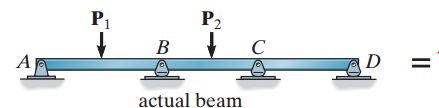 P₁ P₂
A B C D =
actual beam